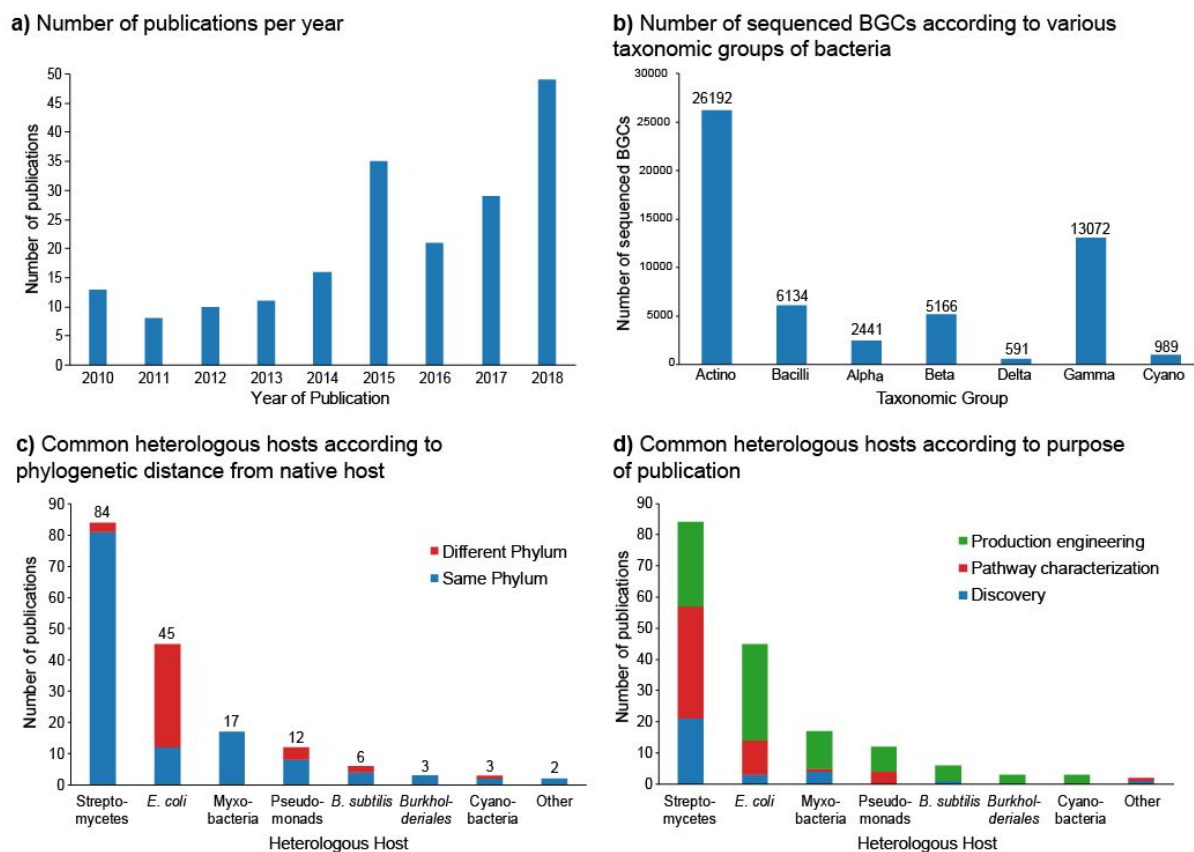 a) Number of publications per year
50
45
40
35
30
25
20
15
10
5
0
Number of publications
2010 2011 2012 2013 2014 2015 2016 2017 2018
Year of Publication
b) Number of sequenced BGCs according to various
taxonomic groups of bacteria
30000
25000
15000
10000
5000
0
Number of sequenced BGCs
26192
6134
2441
5166
591
13072
989
Actino Bacilli Alpha Beta Delta Gamma Cyano
Taxonomic Group
c) Common heterologous hosts according to
phylogenetic distance from native host
90
80
70
60
50
40
30
20
10
0
Number of publications
84
45
17
12
6
3
3
2
Different Phylum
Same Phylum
Strepto- E. coli Myxo- Pseudo- B. subtilis Burkhol- Cyano- Other
mycetes bacteria monads deriales bacteria
Heterologous Host
d) Common heterologous hosts according to purpose
of publication
90
80
70
60
50
40
30
20
10
0
Number of publications
Production engineering
Pathway characterization
Discovery
Strepto- E. coli Myxo- Pseudo- B. subtilis Burkhol- Cyano- Other
mycetes bacteria monads deriales bacteria
Heterologous Host